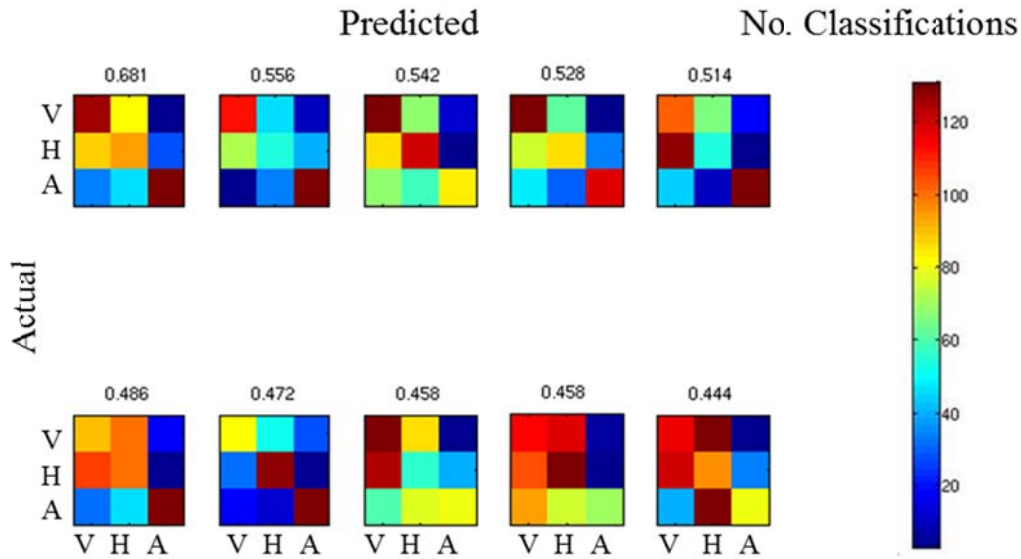 Predicted
No. Classifications
0.681 0.556 0.542 0.528 0.514
V
H
A
Actual
0.486 0.472 0.458 0.458 0.444
V
H
A
V H A V H A V H A V H A V H A
120
100
80
60
40
20